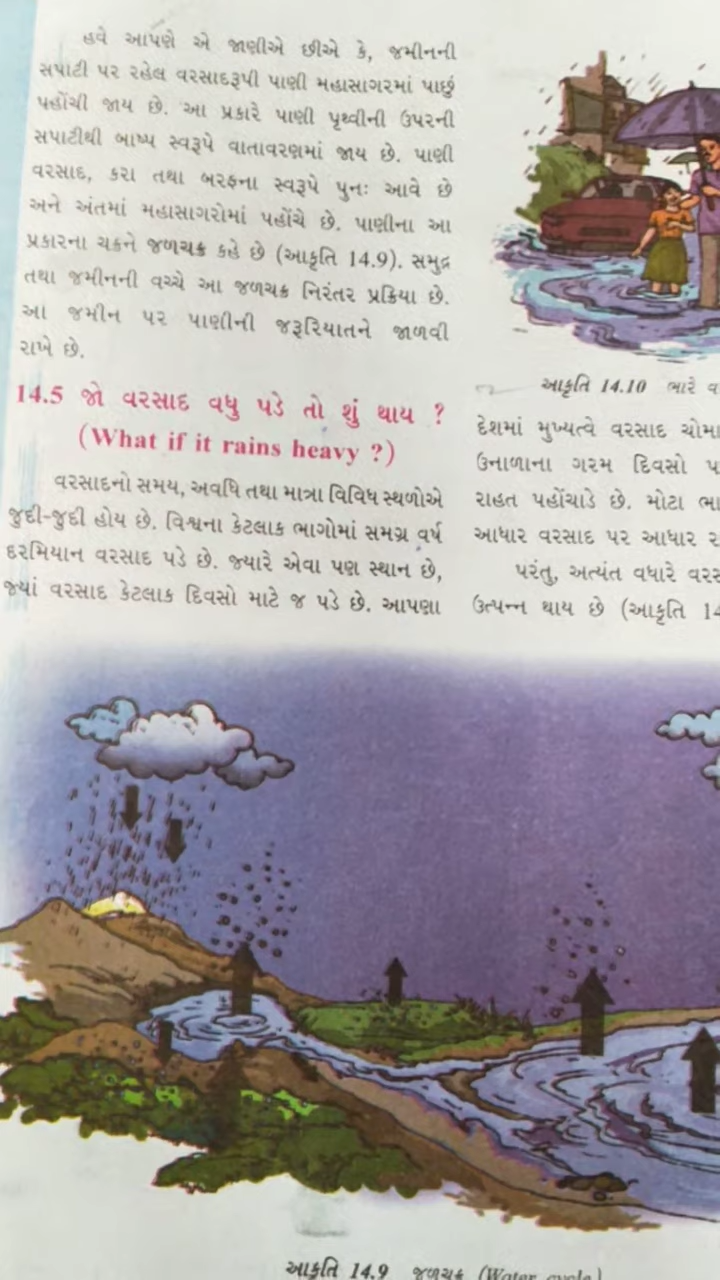 હવે આપણે એ જાણીએ છીએ કે, જમીનની
સપાટી પર રહેલ વરસાદરૂપી પાણી મહાસાગરમાં પાછું
પહોંચી જાય છે. આ પ્રકારે પાણી પૃથ્વીની ઉપરની
સપાટીથી બાષ્પ સ્વરૂપે વાતાવરણમાં જાય છે. પાણી
વરસાદ, કરા તથા બરફના સ્વરૂપે પુનઃ આવે છે
અને અંતમાં મહાસાગરોમાં પહોંચે છે. પાણીના આ
પ્રકારના ચક્રને જળચક્ર કહે છે (આકૃતિ 14.9). સમુદ્ર
તથા જમીનની વચ્ચે આ જળચક્ર નિરંતર પ્રક્રિયા છે.
આ જમીન પર પાણીની જરૂરિયાતને જાળવી
રાખે છે.
14.5 જો વરસાદ વધુ પડે તો શું થાય ?
(What if it rains heavy ?)
વરસાદનો સમય, અવધિ તથા માત્રા વિવિધ સ્થળોએ
જુદી-જુદી હોય છે. વિશ્વના કેટલાક ભાગોમાં સમગ્ર વર્ષ
દરમિયાન વરસાદ પડે છે. જ્યારે એવા પણ સ્થાન છે,
જ્યાં વરસાદ કેટલાક દિવસો માટે જ પડે છે. આપણા
આકૃતિ 14.10 ભારે
દેશમાં મુખ્યત્વે વરસાદ
ઉનાળાના ગરમ દિવસો
રાહત પહોંચાડે છે. મોટા
આધાર વરસાદ પર આધાર
પરંતુ, અત્યંત વધારે
ઉત્પન્ન થાય છે (આકૃતિ
આકૃતિ 14.9 જળચક્ર (Water cycle)